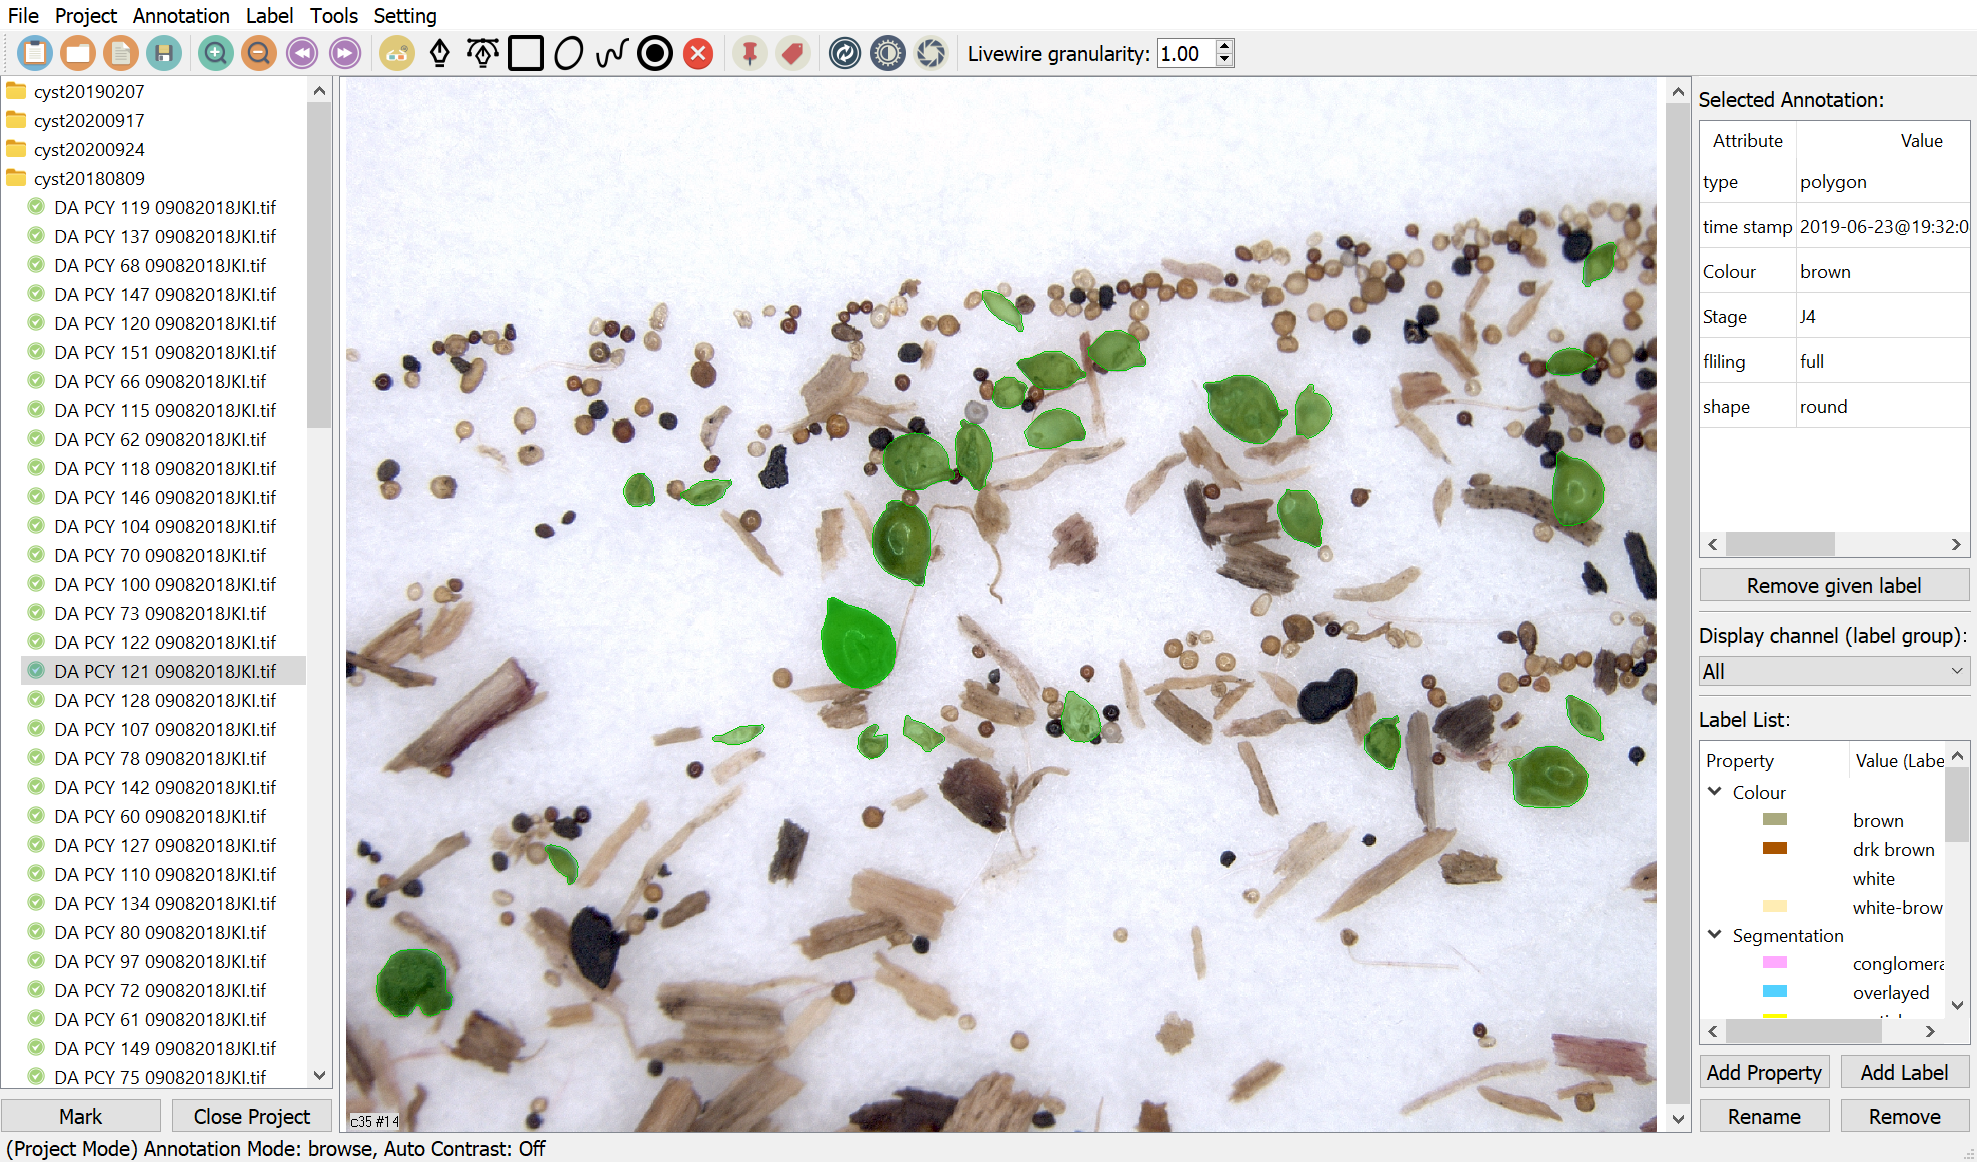 File Project Annotation Label Tools Setting
Livewire granularity: 1.00
cyst20190207
cyst20200917
cyst20200924
cyst20180809
DA PCY 119 09082018JKI.tif
DA PCY 137 09082018JKI.tif
DA PCY 68 09082018JKI.tif
DA PCY 147 09082018JKI.tif
DA PCY 120 09082018JKI.tif
DA PCY 151 09082018JKI.tif
DA PCY 66 09082018JKI.tif
DA PCY 115 09082018JKI.tif
DA PCY 62 09082018JKI.tif
DA PCY 118 09082018JKI.tif
DA PCY 146 09082018JKI.tif
DA PCY 104 09082018JKI.tif
DA PCY 70 09082018JKI.tif
DA PCY 100 09082018JKI.tif
DA PCY 73 09082018JKI.tif
DA PCY 122 09082018JKI.tif
DA PCY 121 09082018JKI.tif
DA PCY 128 09082018JKI.tif
DA PCY 107 09082018JKI.tif
DA PCY 78 09082018JKI.tif
DA PCY 142 09082018JKI.tif
DA PCY 60 09082018JKI.tif
DA PCY 127 09082018JKI.tif
DA PCY 110 09082018JKI.tif
DA PCY 134 09082018JKI.tif
DA PCY 80 09082018JKI.tif
DA PCY 97 09082018JKI.tif
DA PCY 72 09082018JKI.tif
DA PCY 61 09082018JKI.tif
DA PCY 149 09082018JKI.tif
DA PCY 75 09082018JKI.tif
Mark Close Project
c35 #14
Selected Annotation:
Attribute Value
type polygon
time stamp 2019-06-23@19:32:0
Colour brown
Stage J4
fliling full
shape round
Remove given label
Display channel (label group):
All
Label List:
Property Value (Labe
Colour
brown
drk brown
white
white-brow
Segmentation
conglomera
overlayed
Add Property Add Label
Rename Remove
(Project Mode) Annotation Mode: browse, Auto Contrast: Off